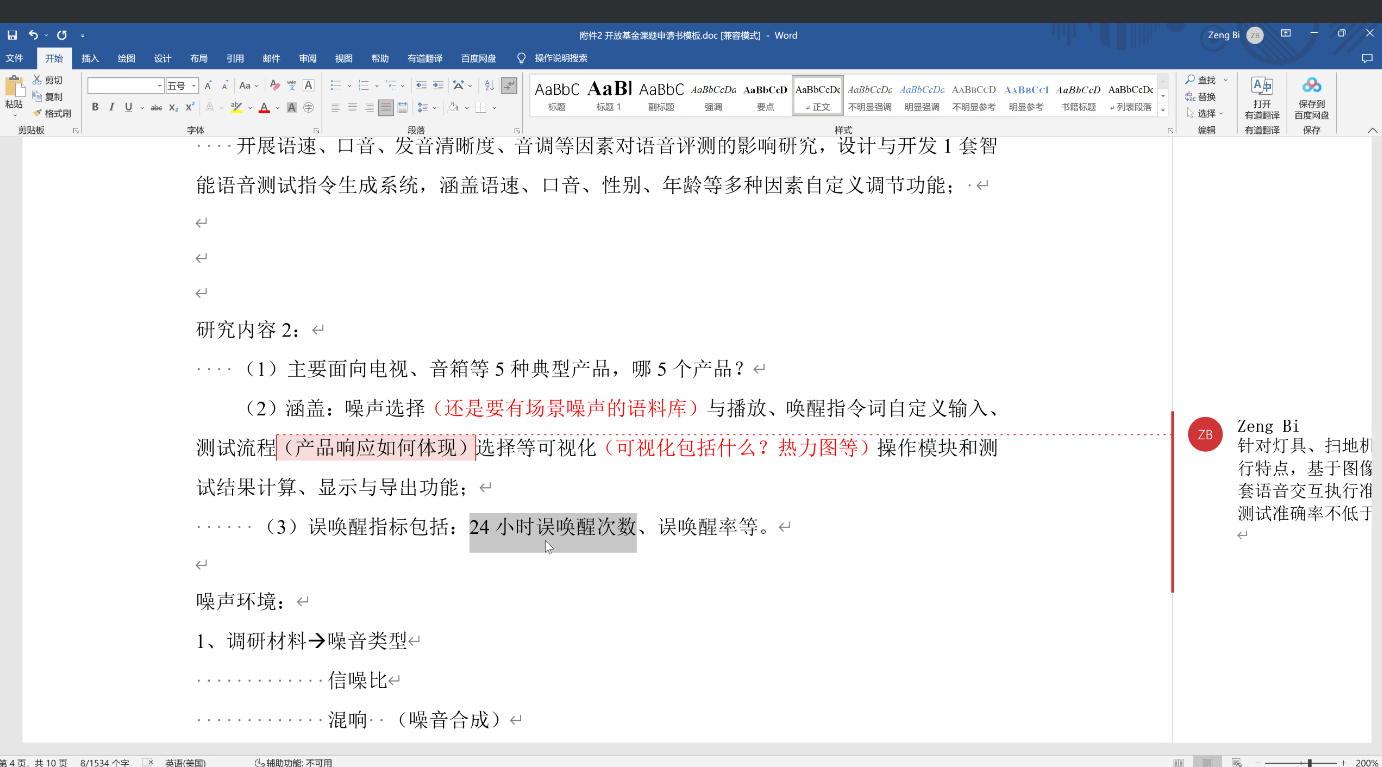 附件2 开放基金课题申请书模板.doc [兼容模式] - Word
Zeng Bi ZB
文件 开始 插入 绘图 设计 布局 引用 邮件 审阅 视图 帮助 有道翻译 百度网盘 操作说明搜索
粘贴 剪切 复制 格式刷 剪贴板
五号 Aa A B I U abc X₂ X² A 字体
段落
AaBbC 标题 AaBl 标题 1 AaBbC 副标题 AaBbCcDc 强调 AaBbCcD 要点 AaBbCcDc 正文 AaBbCcDc 不明显强调 AaBbCcDc 明显强调 AABBCCD 不明显参考 AABBCCI 明显参考 AaBbCcD 书籍标题 AaBbCcDc 列表段落
样式
查找 替换 选择 编辑
打开有道翻译 有道翻译
保存到百度网盘 保存
开展语速、口音、发音清晰度、音调等因素对语音评测的影响研究，设计与开发 1 套智
能语音测试指令生成系统，涵盖语速、口音、性别、年龄等多种因素自定义调节功能；
研究内容 2：
（1）主要面向电视、音箱等 5 种典型产品，哪 5 个产品？
（2）涵盖：噪声选择（还是要有场景噪声的语料库）与播放、唤醒指令词自定义输入、
测试流程（产品响应如何体现）选择等可视化（可视化包括什么？热力图等）操作模块和测
试结果计算、显示与导出功能；
（3）误唤醒指标包括：24 小时误唤醒次数、误唤醒率等。
噪声环境：
1、调研材料→噪音类型
信噪比
混响 （噪音合成）
ZB Zeng Bi
针对灯具、扫地机
行特点，基于图像
套语音交互执行准
测试准确率不低于
第 4 页，共 10 页 8/1534 个字 英语(美国) 辅助功能: 不可用 200%